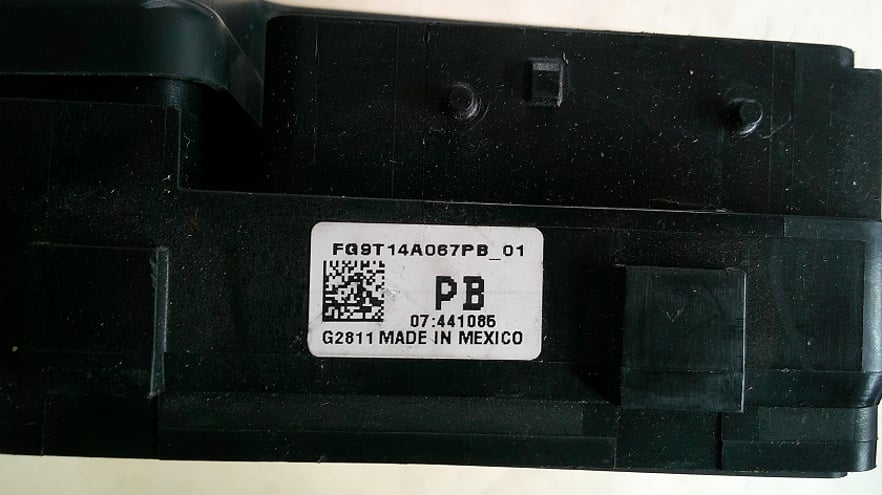 FG9T14A067PB_01
PB
07:441085
G2811 MADE IN MEXICO